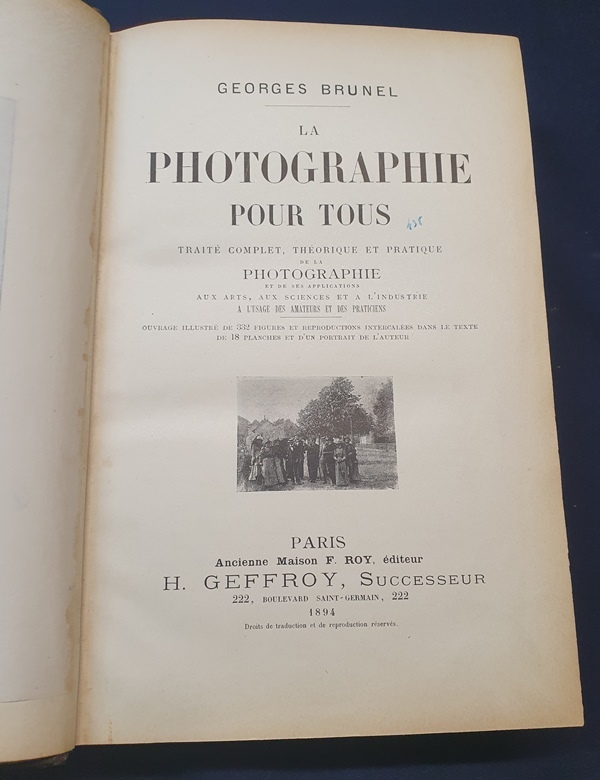 GEORGES BRUNEL
LA
PHOTOGRAPHIE
POUR TOUS
TRAITÉ COMPLET, THÉORIQUE ET PRATIQUE
DE LA
PHOTOGRAPHIE
ET DE SES APPLICATIONS
AUX ARTS, AUX SCIENCES ET A L'INDUSTRIE
A L'USAGE DES AMATEURS ET DES PRATICIENS
OUVRAGE ILLUSTRÉ DE 332 FIGURES ET REPRODUCTIONS INTERCALÉES DANS LE TEXTE
DE 18 PLANCHES ET D'UN PORTRAIT DE L'AUTEUR
PARIS
Ancienne Maison F. ROY, éditeur
H. GEFFROY, SUCCESSEUR
222, BOULEVARD SAINT-GERMAIN, 222
1894
Droits de traduction et de reproduction réservés.